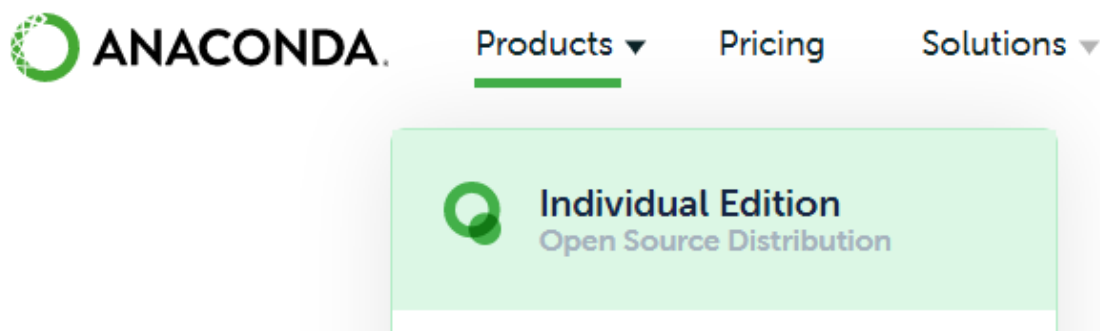 ANACONDA. Products Pricing Solutions
Individual Edition
Open Source Distribution